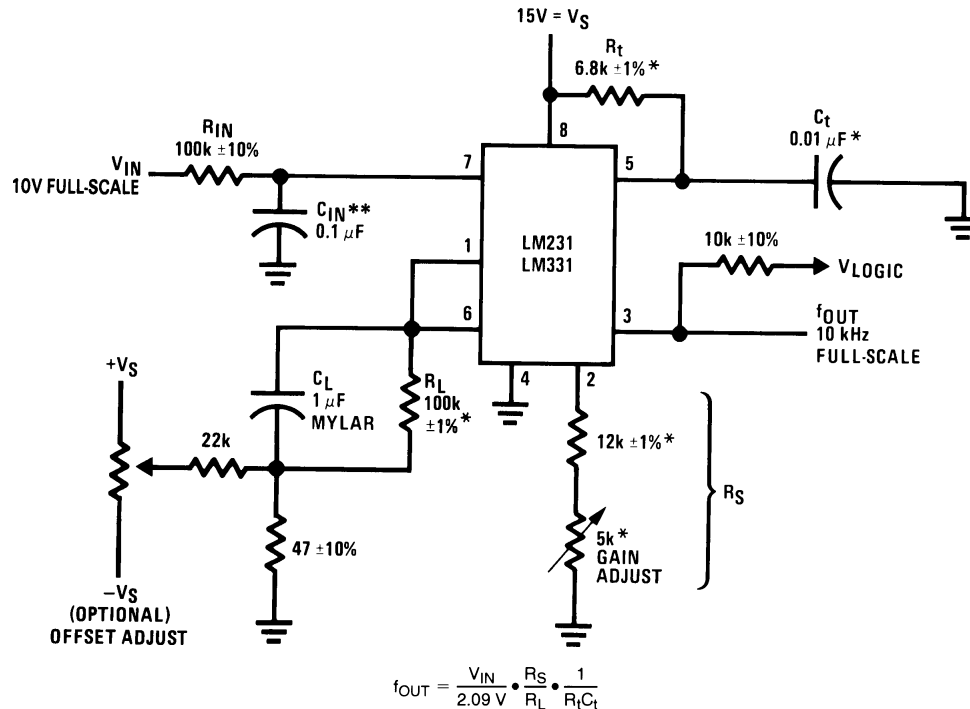 15V = VS
Rt
6.8k ±1% *
8
Ct
0.01 µF *
RIN
100k ±10%
VIN
10V FULL-SCALE
7
5
CIN**
0.1 µF
LM231
LM331
1
10k ±10%
VLOGIC
6
3
fOUT
10 kHz
FULL-SCALE
4
2
+VS
CL
1 µF
MYLAR
RL
100k
±1% *
22k
12k ±1% *
RS
47 ±10%
5k *
GAIN
ADJUST
−VS
(OPTIONAL)
OFFSET ADJUST
fOUT = VIN/2.09 V • RS/RL • 1/RtCt